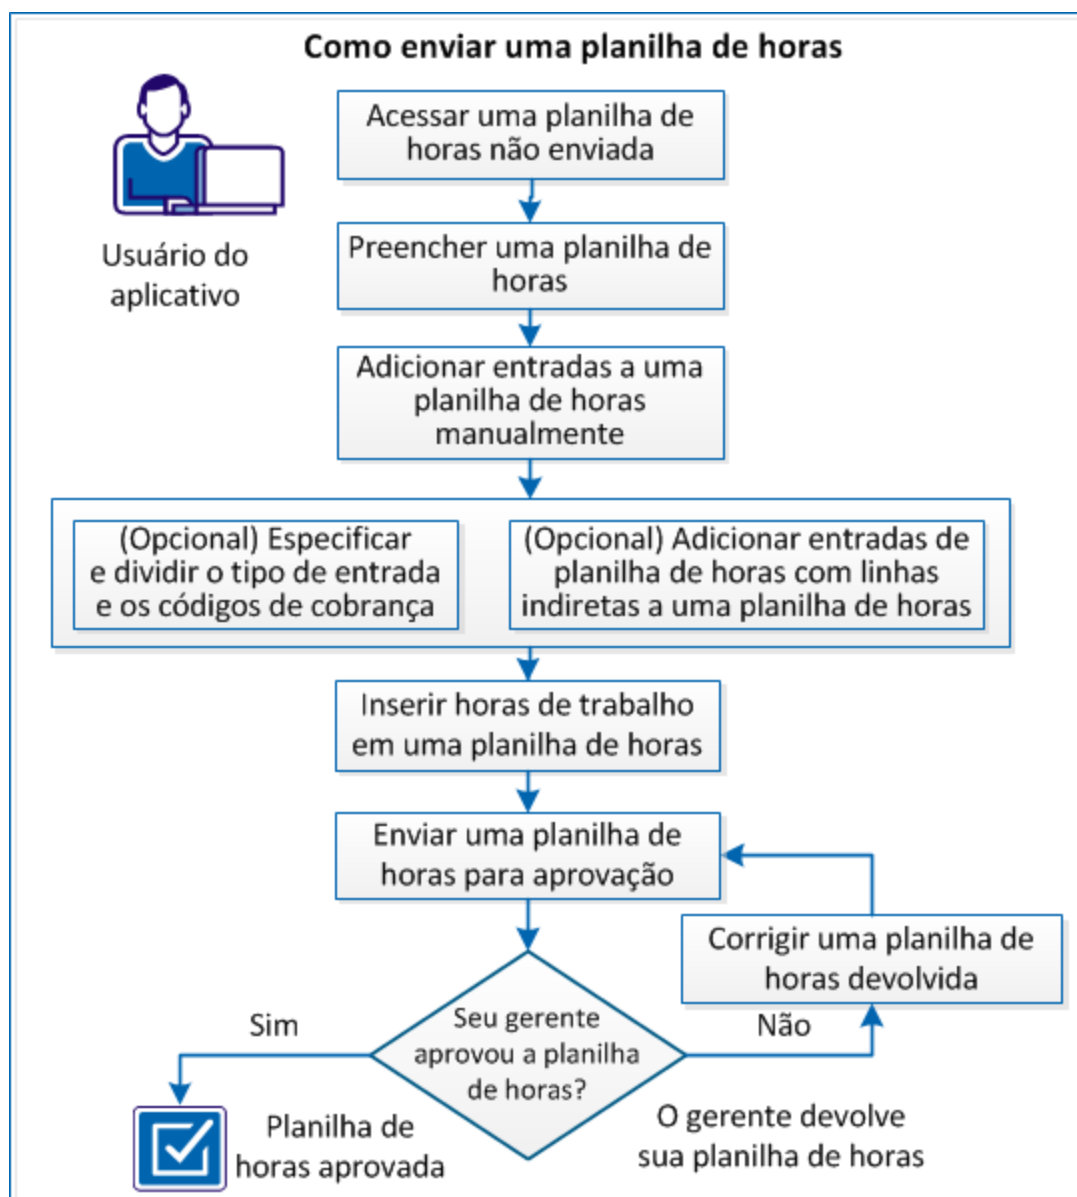 Como enviar uma planilha de horas
Acessar uma planilha de
horas não enviada
Usuário do
aplicativo
Preencher uma planilha de
horas
Adicionar entradas a uma
planilha de horas
manualmente
(Opcional) Especificar
e dividir o tipo de entrada
e os códigos de cobrança
(Opcional) Adicionar entradas de
planilha de horas com linhas
indiretas a uma planilha de horas
Inserir horas de trabalho
em uma planilha de horas
Enviar uma planilha de
horas para aprovação
Corrigir uma planilha de
horas devolvida
Sim
Seu gerente
aprovou a planilha
de horas?
Não
Planilha de
horas aprovada
O gerente devolve
sua planilha de horas